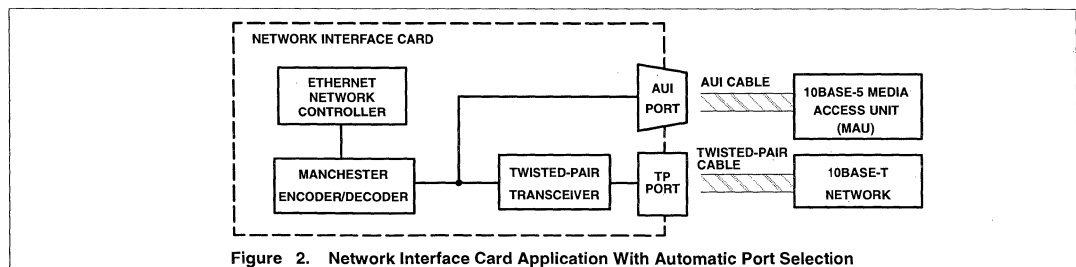 NETWORK INTERFACE CARD
ETHERNET
NETWORK
CONTROLLER
MANCHESTER
ENCODER/DECODER
TWISTED-PAIR
TRANSCEIVER
AUI
PORT
TP
PORT
AUI CABLE
TWISTED-PAIR
CABLE
10BASE-5 MEDIA
ACCESS UNIT
(MAU)
10BASE-T
NETWORK
Figure 2. Network Interface Card Application With Automatic Port Selection